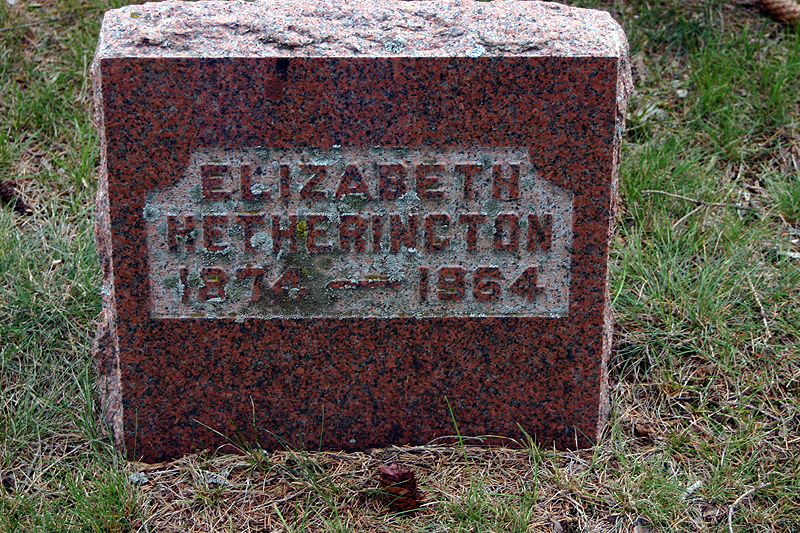 ELIZABETH
HETHERINGTON
1874 — 1964